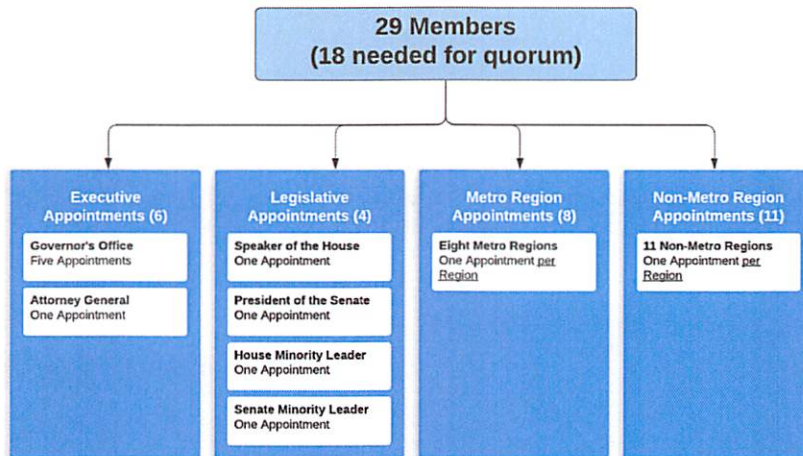 29 Members
(18 needed for quorum)
Executive
Appointments (6)
Governor's Office
Five Appointments
Attorney General
One Appointment
Legislative
Appointments (4)
Speaker of the House
One Appointment
President of the Senate
One Appointment
House Minority Leader
One Appointment
Senate Minority Leader
One Appointment
Metro Region
Appointments (8)
Eight Metro Regions
One Appointment per
Region
Non-Metro Region
Appointments (11)
11 Non-Metro Regions
One Appointment per
Region